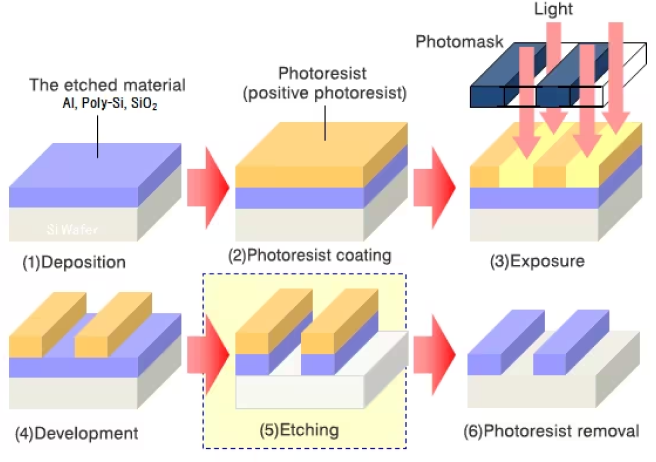 Light
Photomask
Photoresist
(positive photoresist)
The etched material
Al, Poly-Si, SiO₂
Si Wafer
(1)Deposition
(2)Photoresist coating
(3)Exposure
(4)Development
(5)Etching
(6)Photoresist removal